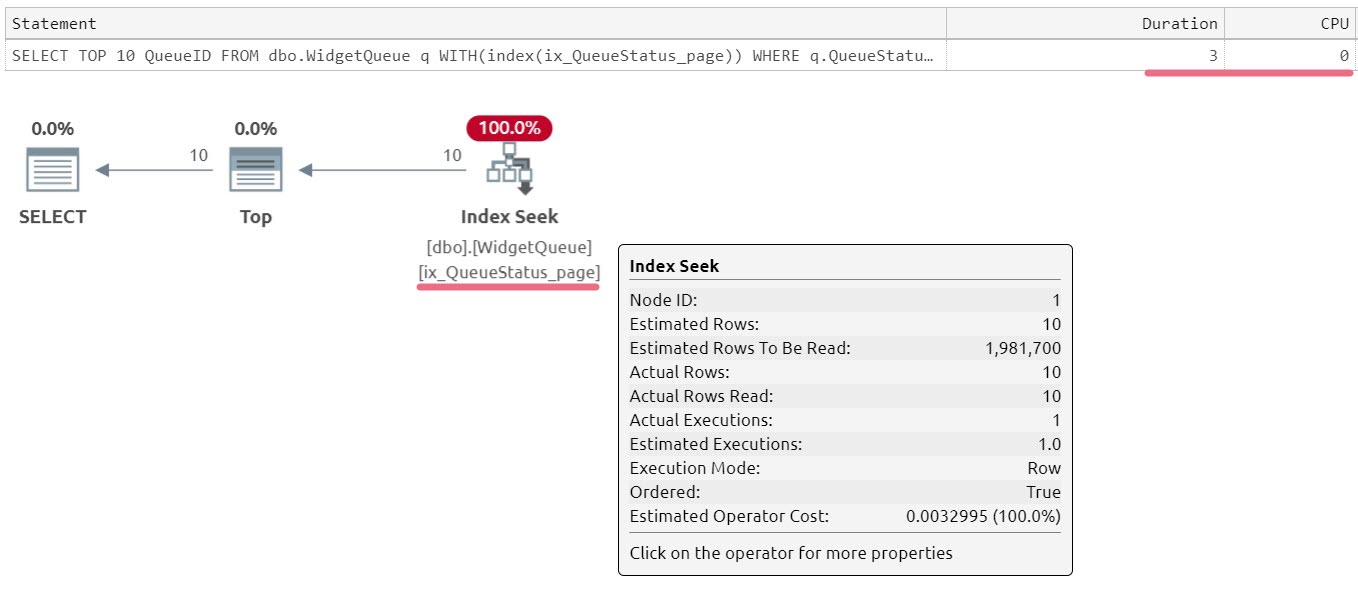 Statement Duration CPU
SELECT TOP 10 QueueID FROM dbo.WidgetQueue q WITH(index(ix_QueueStatus_page)) WHERE q.QueueStatu… 3 0
0.0% 0.0% 100.0%
10 10
SELECT Top Index Seek
[dbo].[WidgetQueue]
[ix_QueueStatus_page]
Index Seek
Node ID: 1
Estimated Rows: 10
Estimated Rows To Be Read: 1,981,700
Actual Rows: 10
Actual Rows Read: 10
Actual Executions: 1
Estimated Executions: 1.0
Execution Mode: Row
Ordered: True
Estimated Operator Cost: 0.0032995 (100.0%)
Click on the operator for more properties